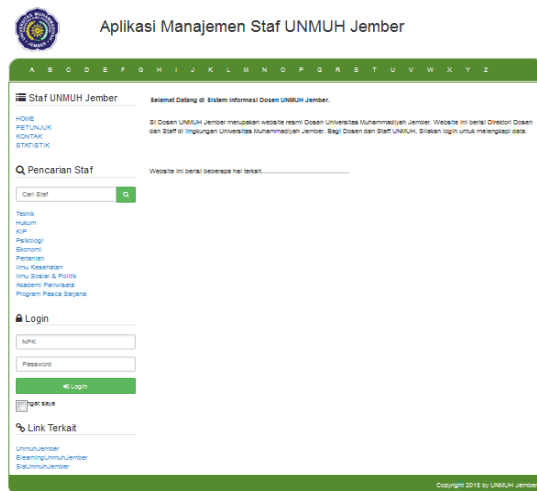 Aplikasi Manajemen Staf UNMUH Jember
A B C D E F G H I J K L M N O P Q R S T U V W X Y Z
Staf UNMUH Jember
HOME
PETUNJUK
KONTAK
STATISTIK
Pencarian Staf
Cari Staf
Teknik
Hukum
KIP
Psikologi
Ekonomi
Pertanian
Ilmu Kesehatan
Ilmu Sosial & Politik
Akademi Pariwisata
Program Pasca Sarjana
Login
NPK
Password
Login
ngat saya
Link Terkait
UnmuhJember
ElearningUnmuhJember
SiaUnmuhJember
Selamat Datang di Sistem Informasi Dosen UNMUH Jember.
SI Dosen UNMUH Jember merupakan website resmi Dosen Universitas Muhammadiyah Jember. Website ini berisi Direktori Dosen
dan Staff di lingkungan Universitas Muhammadiyah Jember. Bagi Dosen dan Staff UNMUH, Silakan login untuk melengkapi data.
Website ini berisi beberapa hal terkait.................................................
Copyright 2015 by UNMUH Jember